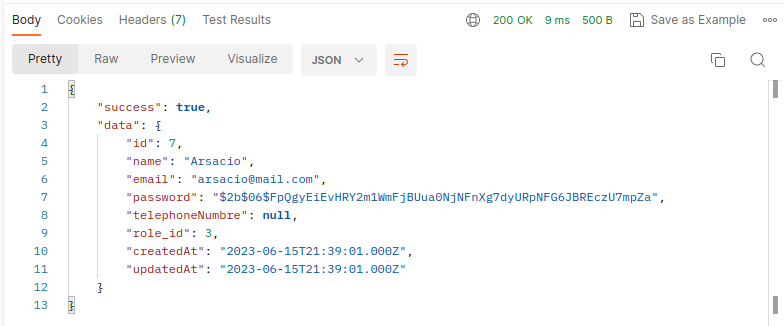 Body Cookies Headers (7) Test Results 200 OK 9 ms 500 B Save as Example
Pretty Raw Preview Visualize JSON
1 {
2 "success": true,
3 "data": {
4 "id": 7,
5 "name": "Arsacio",
6 "email": "arsacio@mail.com",
7 "password": "$2b$06$FpQgyEiEvHRY2m1WmFjBUua0NjNFnXg7dyURpNFG6JBREczU7mpZa",
8 "telephoneNumbre": null,
9 "role_id": 3,
10 "createdAt": "2023-06-15T21:39:01.000Z",
11 "updatedAt": "2023-06-15T21:39:01.000Z"
12 }
13 }